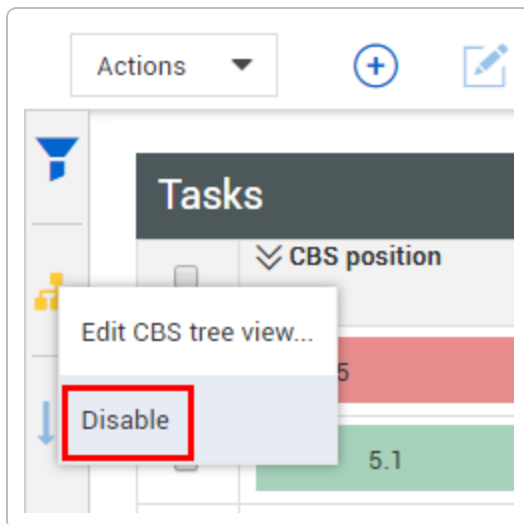 Actions
Tasks
CBS position
Edit CBS tree view...
5
Disable
5.1